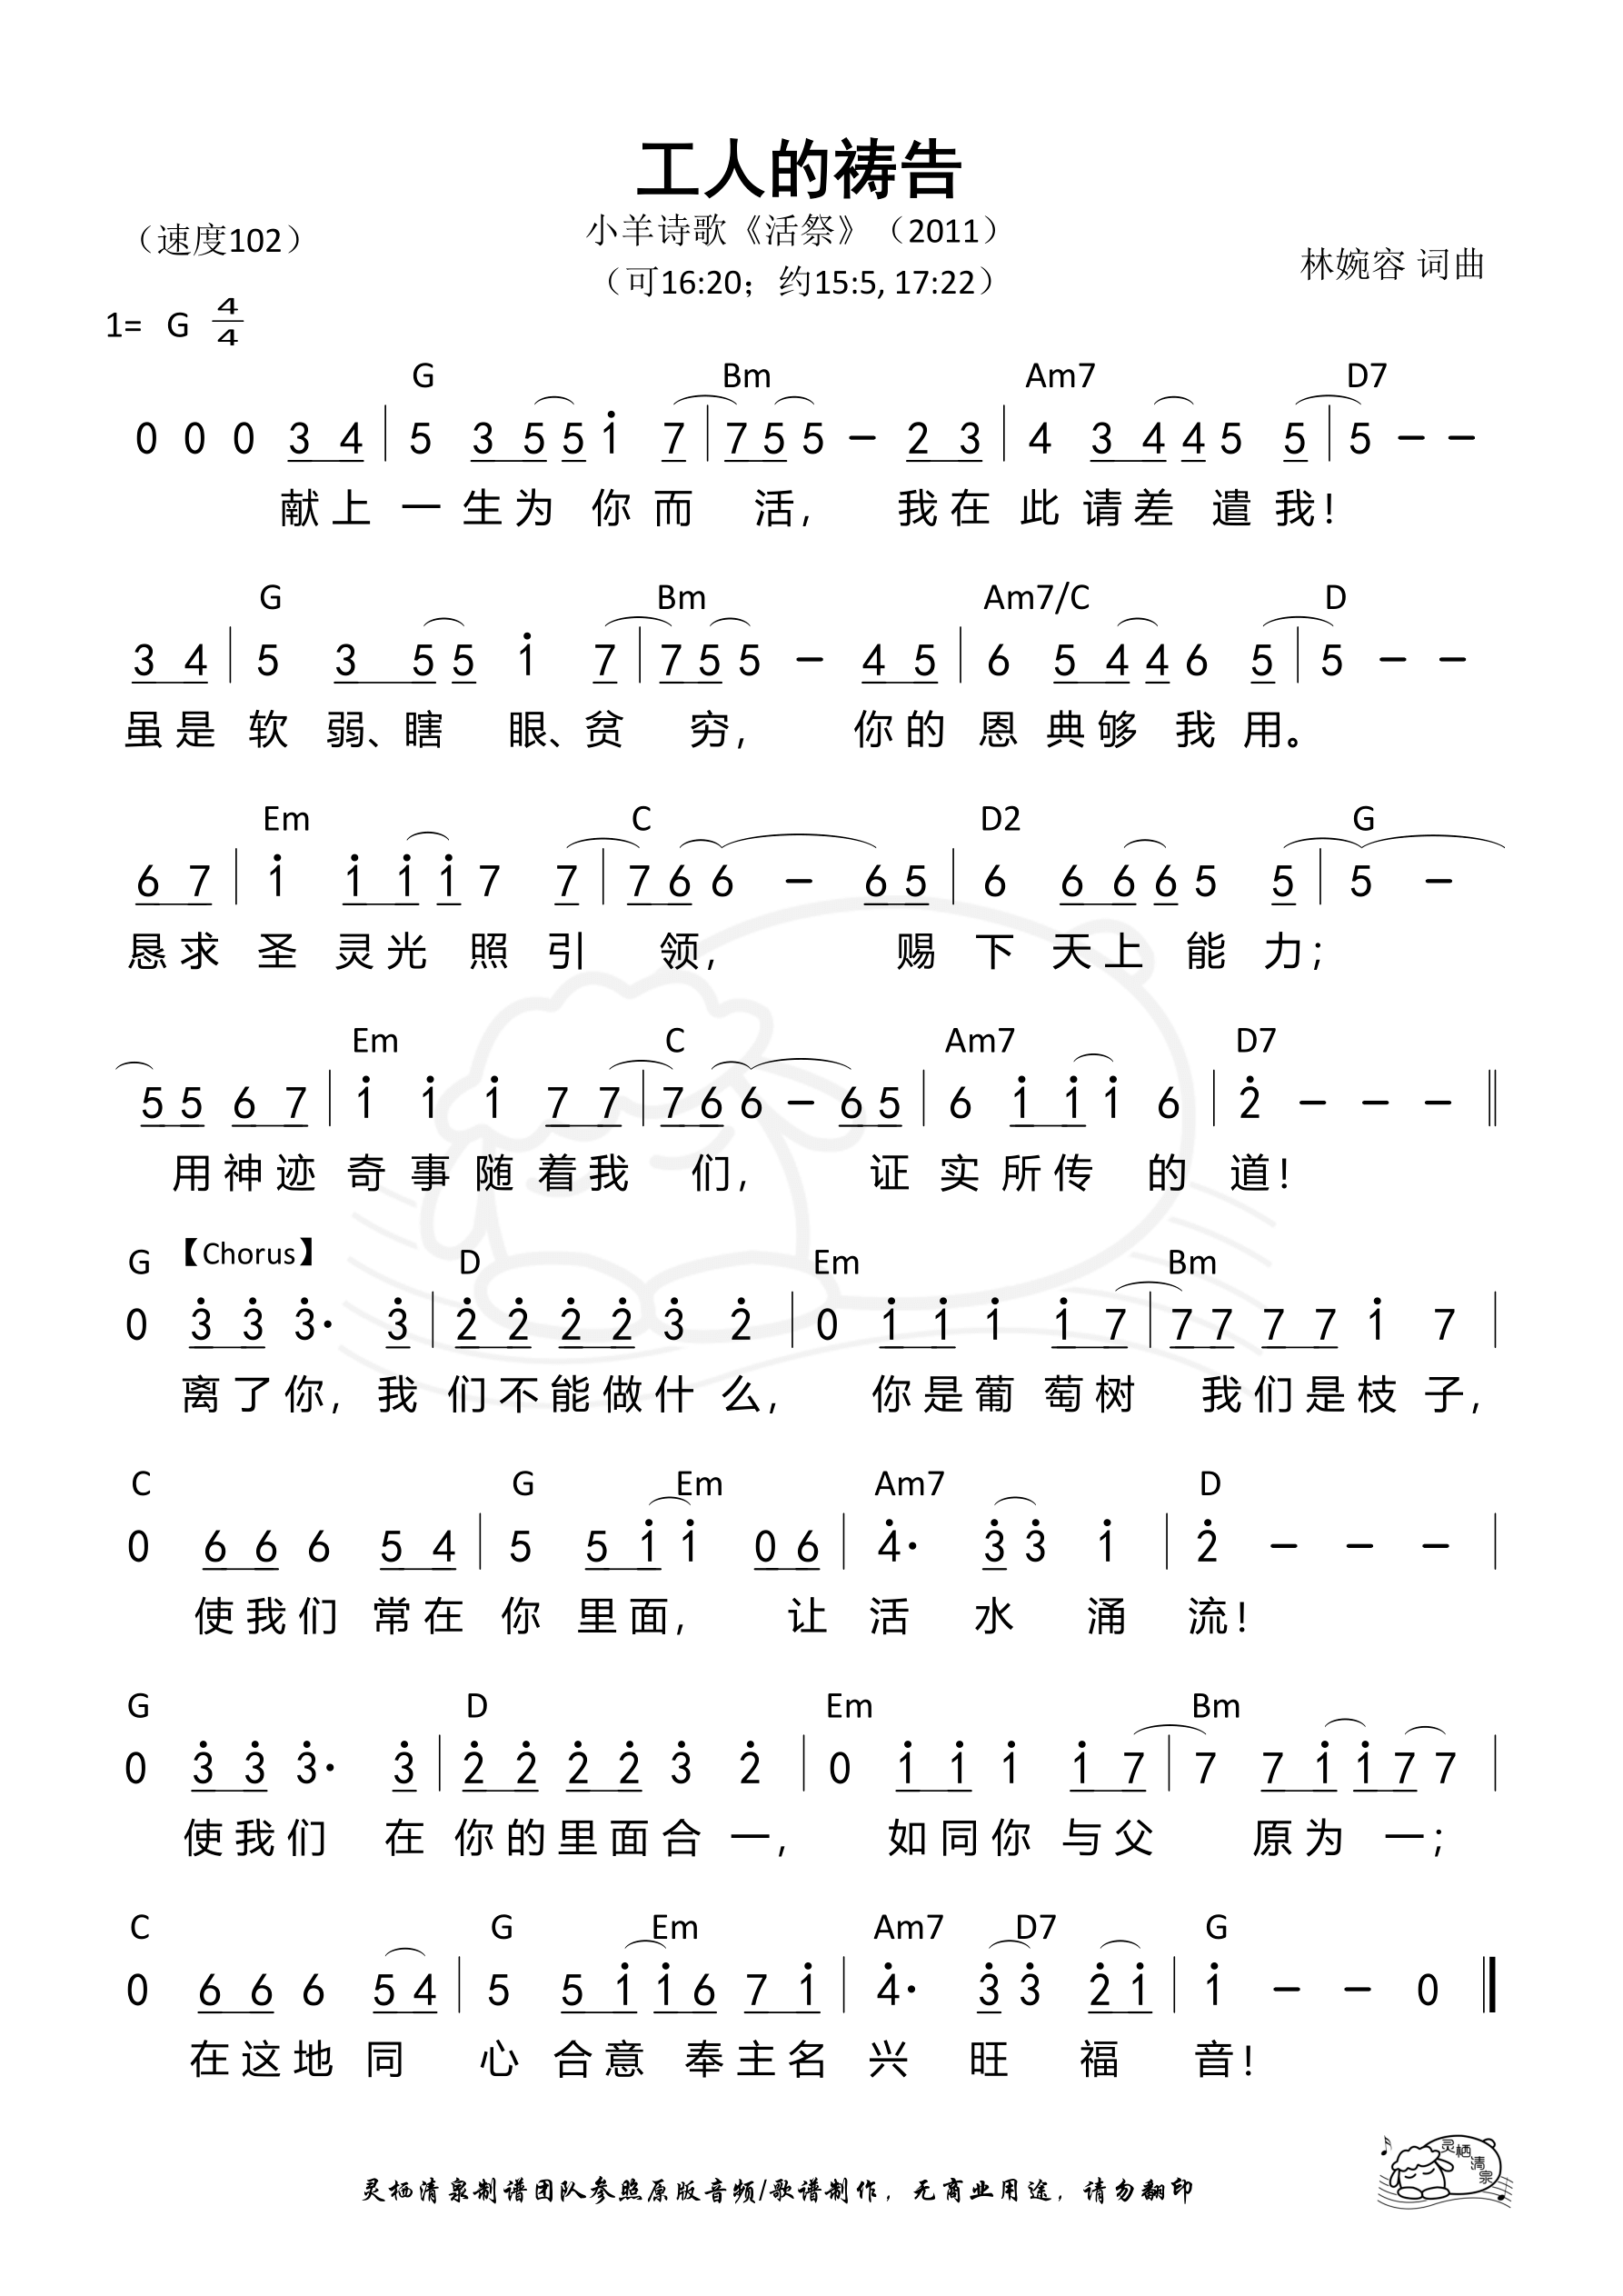 工人的祷告
小羊诗歌《活祭》（2011）
（速度102）
（可16:20；约15:5, 17:22）
林婉容 词曲
1= G 4/4
G Bm Am7 D7
0 0 0 3 4 | 5 3 5 5 i 7 | 7 5 5 – 2 3 | 4 3 4 4 5 5 | 5 – –
献上一生为你而活，我在此请差遣我！
G Bm Am7/C D
3 4 | 5 3 5 5 i 7 | 7 5 5 – 4 5 | 6 5 4 4 6 5 | 5 – –
虽是软弱、瞎眼、贫穷，你的恩典够我用。
Em C D2 G
6 7 | i i i i 7 7 | 7 6 6 – 6 5 | 6 6 6 6 5 5 | 5 –
恳求圣灵光照引领，赐下天上能力；
Em C Am7 D7
5 5 6 7 | i i i 7 7 | 7 6 6 – 6 5 | 6 i i i 6 | 2̇ – – – ‖
用神迹奇事随着我们，证实所传的道！
G 【Chorus】 D Em Bm
0 3̇ 3̇ 3̇· 3̇ | 2̇ 2̇ 2̇ 2̇ 3̇ 2̇ | 0 i i i i 7 | 7 7 7 7 i 7 |
离了你，我们不能做什么，你是葡萄树我们是枝子，
C G Em Am7 D
0 6 6 6 5 4 | 5 5 i i 0 6 | 4̇· 3̇ 3̇ i | 2̇ – – – |
使我们常在你里面，让活水涌流！
G D Em Bm
0 3̇ 3̇ 3̇· 3̇ | 2̇ 2̇ 2̇ 2̇ 3̇ 2̇ | 0 i i i i 7 | 7 7 i i 7 7 |
使我们在你的里面合一，如同你与父原为一；
C G Em Am7 D7 G
0 6 6 6 5 4 | 5 5 i i 6 7 i | 4̇· 3̇ 3̇ 2̇ i | i – – 0 ‖
在这地同心合意奉主名兴旺福音！
灵栖清泉制谱团队参照原版音频/歌谱制作，无商业用途，请勿翻印
灵栖清泉